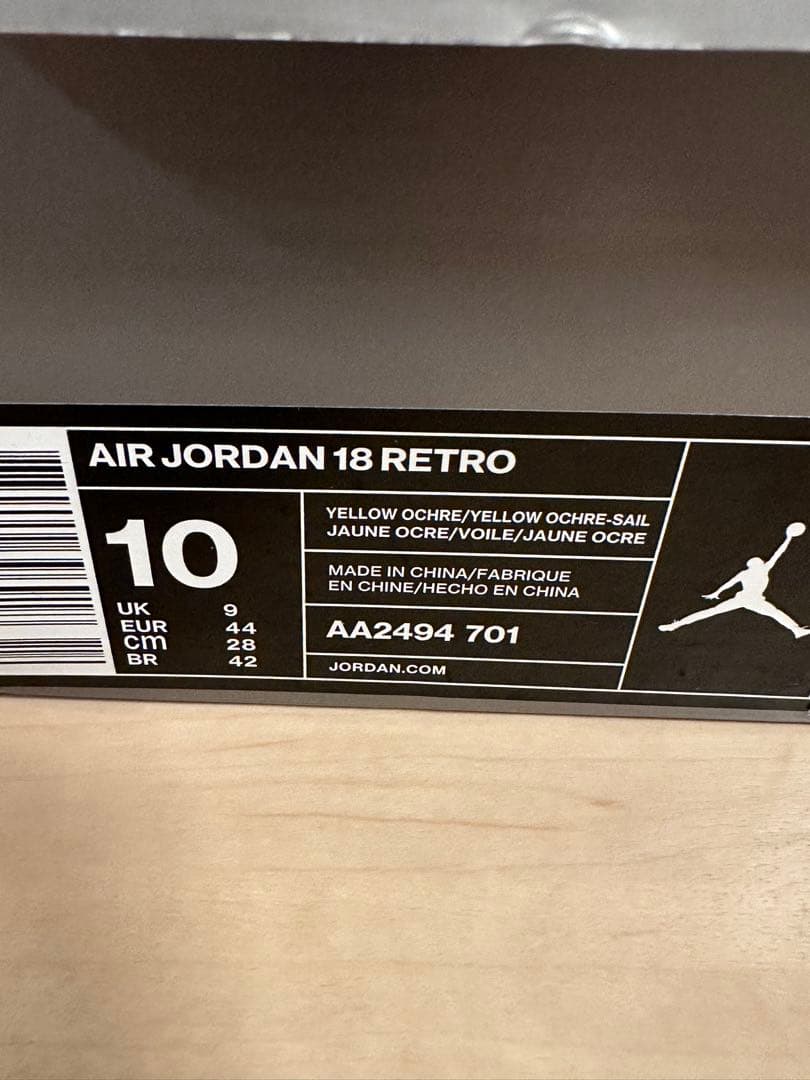 AIR JORDAN 18 RETRO
10
UK 9
EUR 44
cm 28
BR 42
YELLOW OCHRE/YELLOW OCHRE-SAIL
JAUNE OCRE/VOILE/JAUNE OCRE
MADE IN CHINA/FABRIQUE
EN CHINE/HECHO EN CHINA
AA2494 701
JORDAN.COM